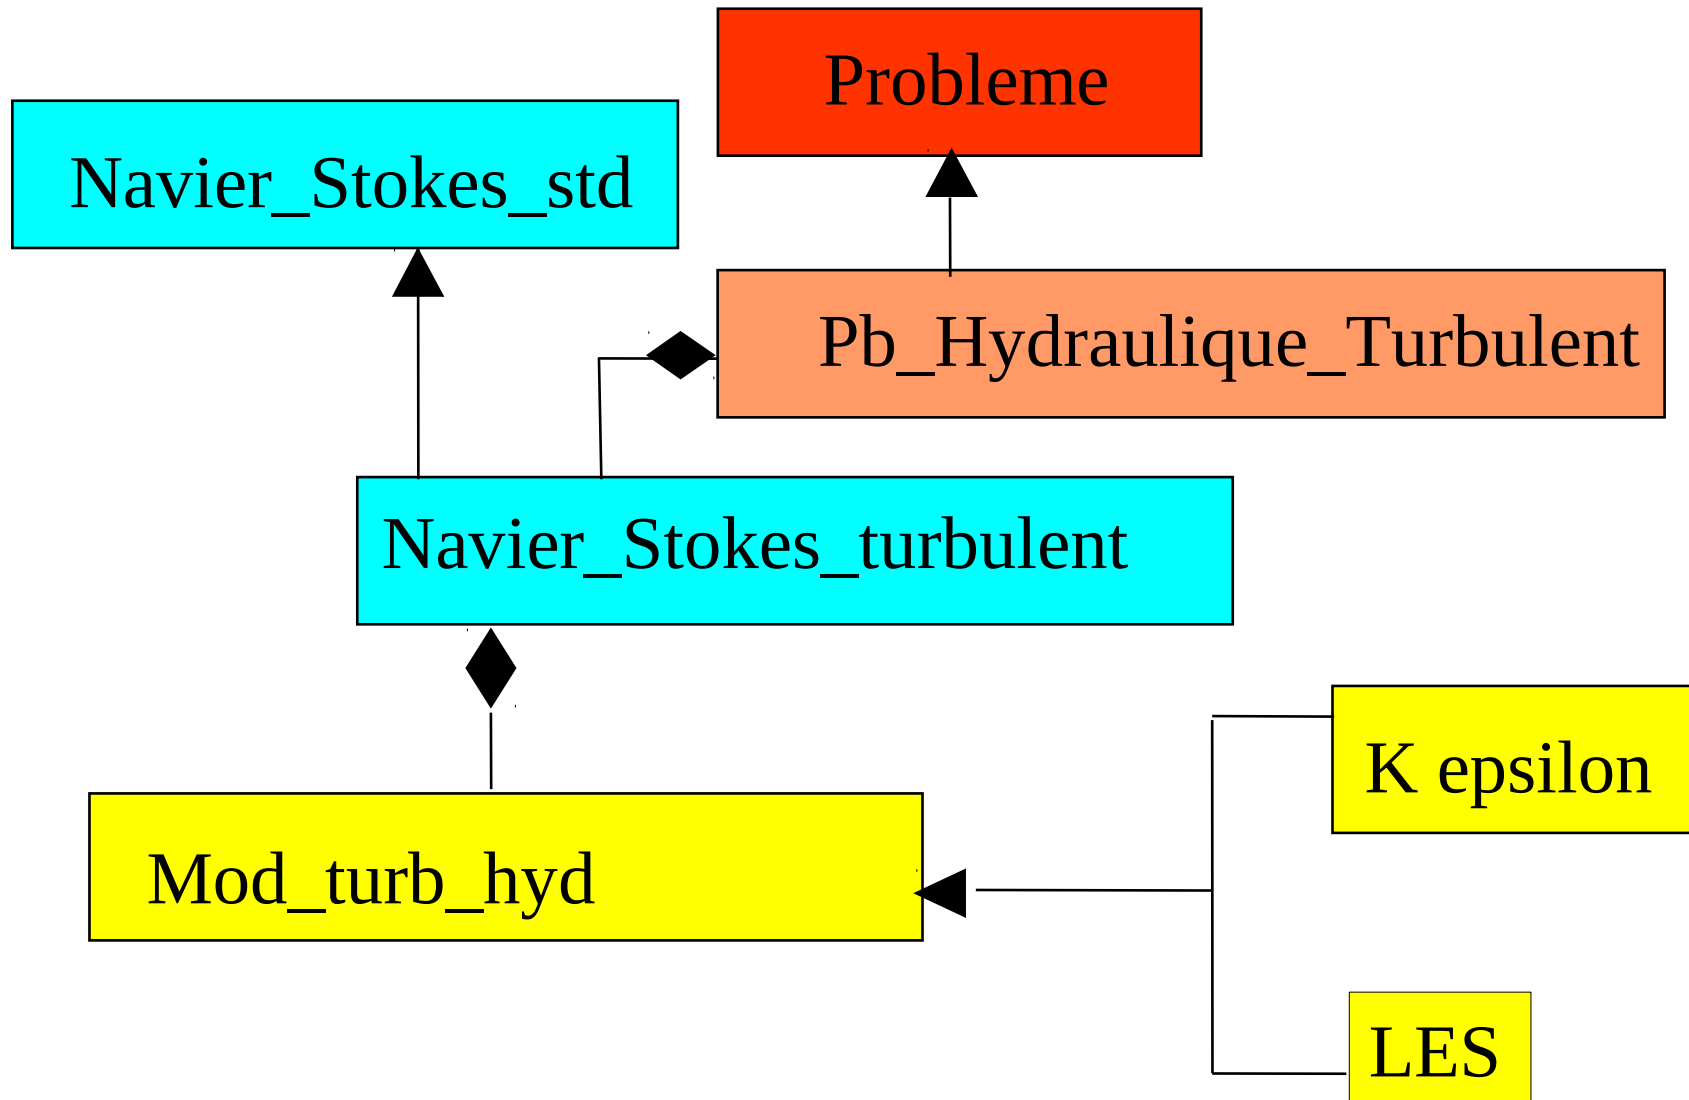 Probleme
Navier_Stokes_std
Pb_Hydraulique_Turbulent
Navier_Stokes_turbulent
K epsilon
Mod_turb_hyd
LES